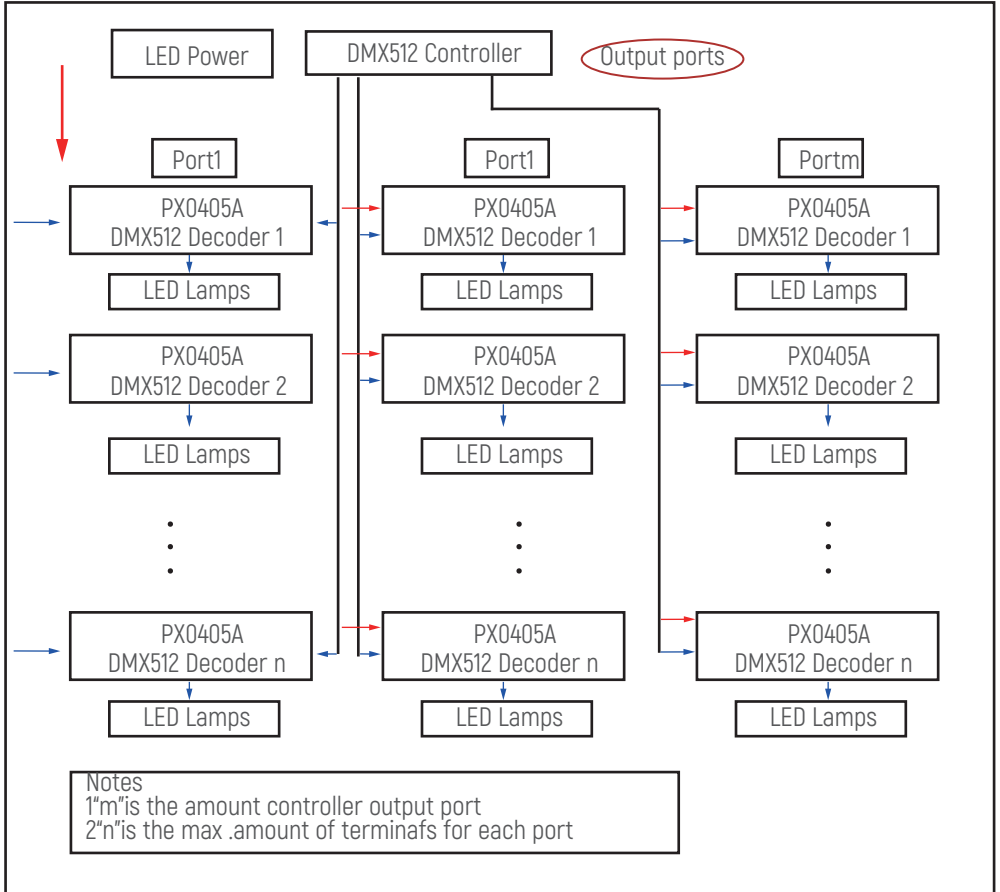 LED Power
DMX512 Controller
Output ports
Port1
Port1
Portm
PX0405A
DMX512 Decoder 1
PX0405A
DMX512 Decoder 1
PX0405A
DMX512 Decoder 1
LED Lamps
LED Lamps
LED Lamps
PX0405A
DMX512 Decoder 2
PX0405A
DMX512 Decoder 2
PX0405A
DMX512 Decoder 2
LED Lamps
LED Lamps
LED Lamps
PX0405A
DMX512 Decoder n
PX0405A
DMX512 Decoder n
PX0405A
DMX512 Decoder n
LED Lamps
LED Lamps
LED Lamps
Notes
1"m"is the amount controller output port
2"n"is the max .amount of terminafs for each port